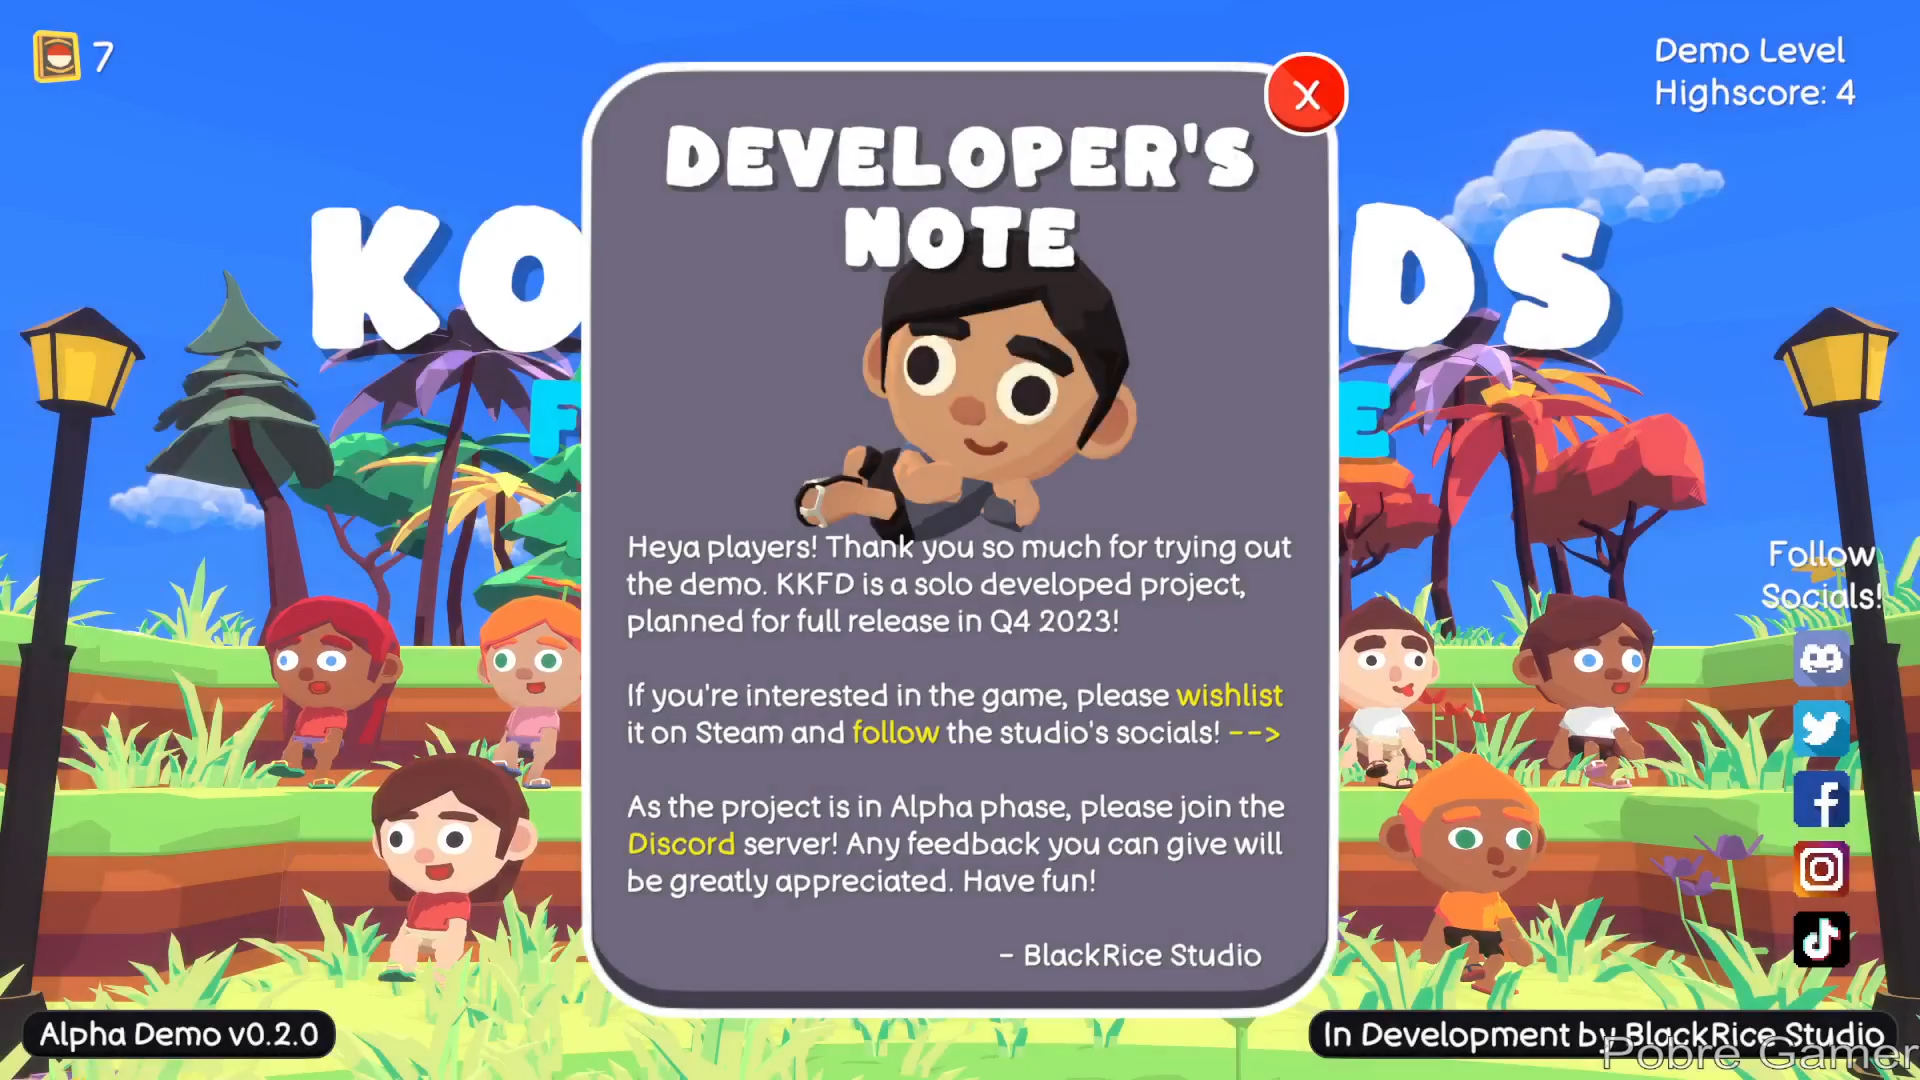 7
Demo Level
Highscore: 4
X
DEVELOPER'S
NOTE
KO
DS
F
E
Heya players! Thank you so much for trying out
the demo. KKFD is a solo developed project,
planned for full release in Q4 2023!
If you're interested in the game, please wishlist
it on Steam and follow the studio's socials! -->
As the project is in Alpha phase, please join the
Discord server! Any feedback you can give will
be greatly appreciated. Have fun!
- BlackRice Studio
Follow
Socials!
Alpha Demo v0.2.0
In Development by BlackRice Studio
Pobre Gamer